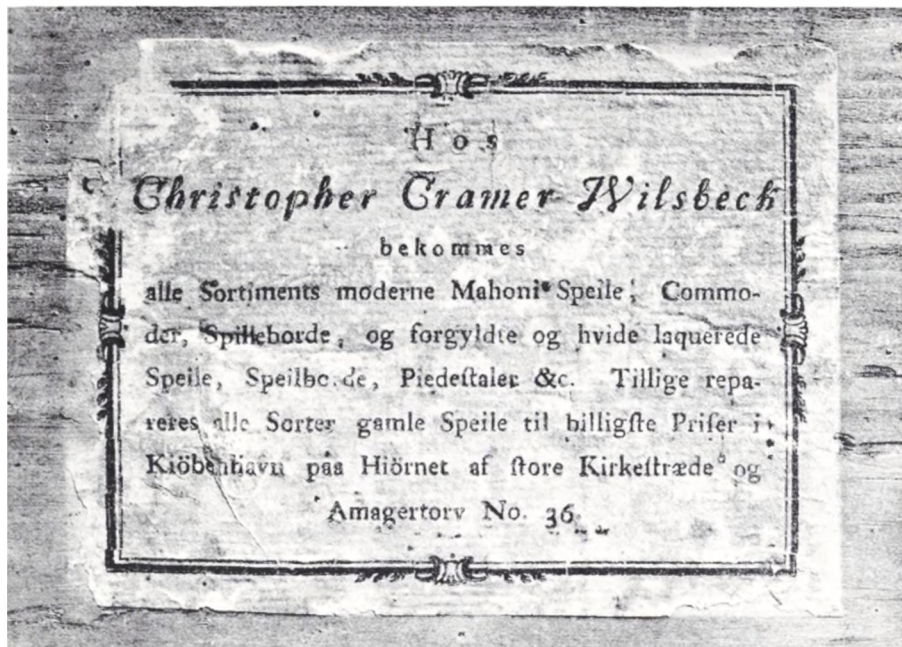 Hos
Christopher Cramer Wilsbeck
bekommes
alle Sortiments moderne Mahoni Speile, Commo-
der, Spilleborde, og forgyldte og hvide laquerede
Speile, Speilborde, Piedeſtaler &c. Tillige repa-
reres alle Sorter gamle Speile til billigſte Priſer i
Kiöbenhavn paa Hiörnet af ſtore Kirkeſtræde og
Amagertorv No. 36.